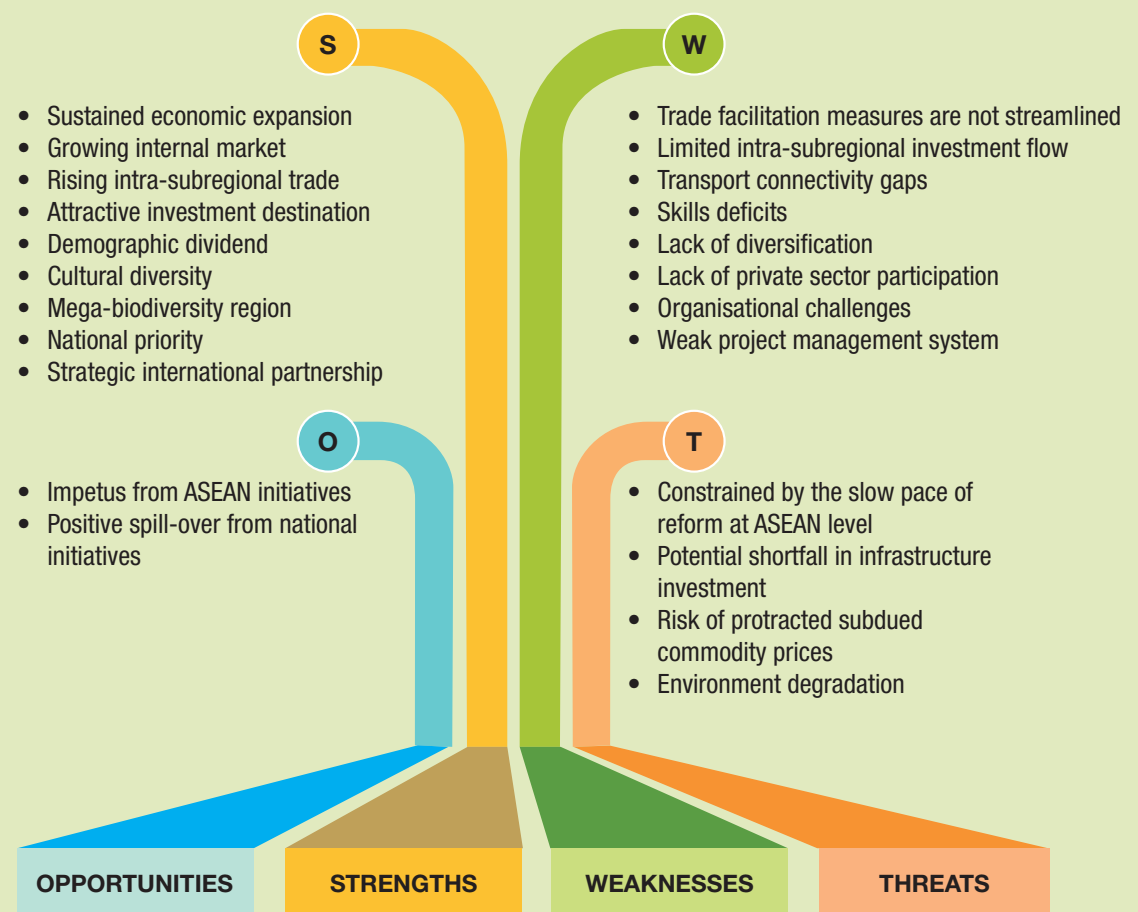 S
• Sustained economic expansion
• Growing internal market
• Rising intra-subregional trade
• Attractive investment destination
• Demographic dividend
• Cultural diversity
• Mega-biodiversity region
• National priority
• Strategic international partnership
W
• Trade facilitation measures are not streamlined
• Limited intra-subregional investment flow
• Transport connectivity gaps
• Skills deficits
• Lack of diversification
• Lack of private sector participation
• Organisational challenges
• Weak project management system
O
• Impetus from ASEAN initiatives
• Positive spill-over from national
initiatives
T
• Constrained by the slow pace of
reform at ASEAN level
• Potential shortfall in infrastructure
investment
• Risk of protracted subdued
commodity prices
• Environment degradation
OPPORTUNITIES
STRENGTHS
WEAKNESSES
THREATS